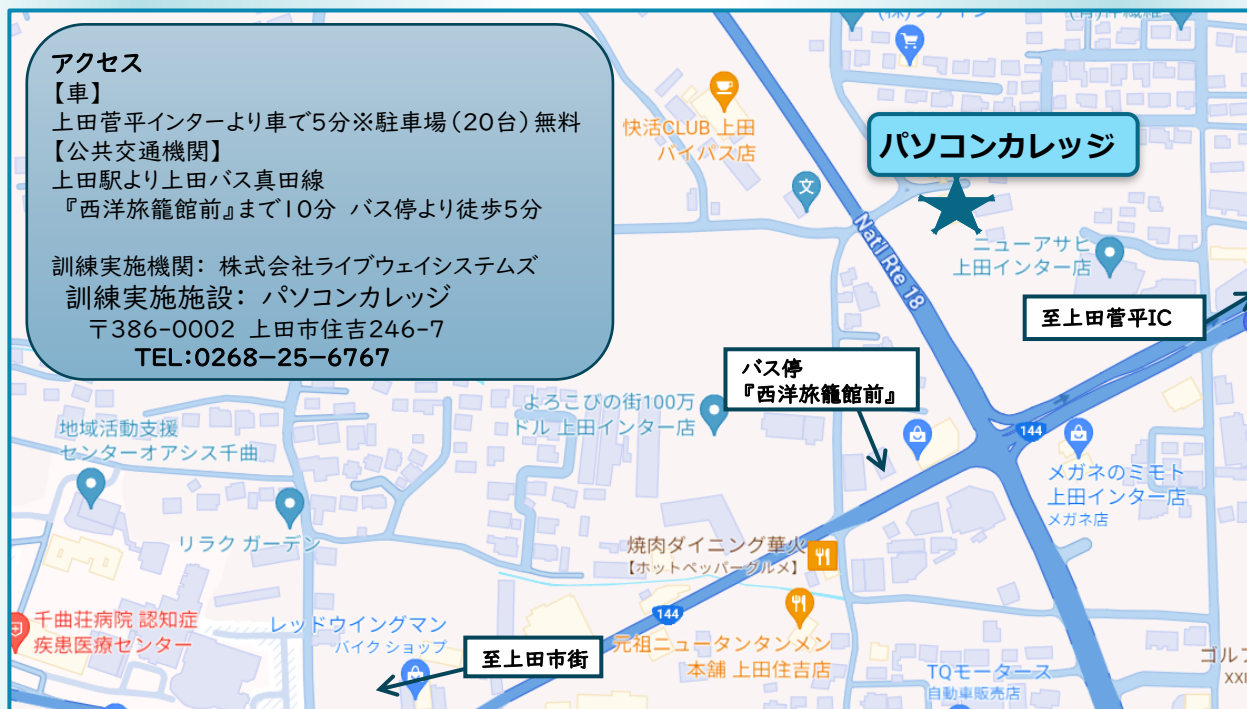 アクセス
【車】
上田菅平インターより車で5分※駐車場(20台)無料
【公共交通機関】
上田駅より上田バス真田線
『西洋旅籠館前』まで10分 バス停より徒歩5分
訓練実施機関: 株式会社ライブウェイシステムズ
訓練実施施設: パソコンカレッジ
〒386-0002 上田市住吉246-7
TEL:0268-25-6767
快活CLUB 上田
バイパス店
文
パソコンカレッジ
Nat'l Rte 18
ニューアサヒ
上田インター店
至上田菅平IC
バス停
『西洋旅籠館前』
よろこびの街100万
ドル 上田インター店
144
メガネのミモト
上田インター店
メガネ店
地域活動支援
センターオアシス千曲
リラク ガーデン
焼肉ダイニング華火
【ホットペッパーグルメ】
144
千曲荘病院 認知症
疾患医療センター
レッドウイングマン
バイク ショップ
至上田市街
元祖ニュータンタンメン
本舗 上田住吉店
TQモータース
自動車販売店
ゴルフ
XXI